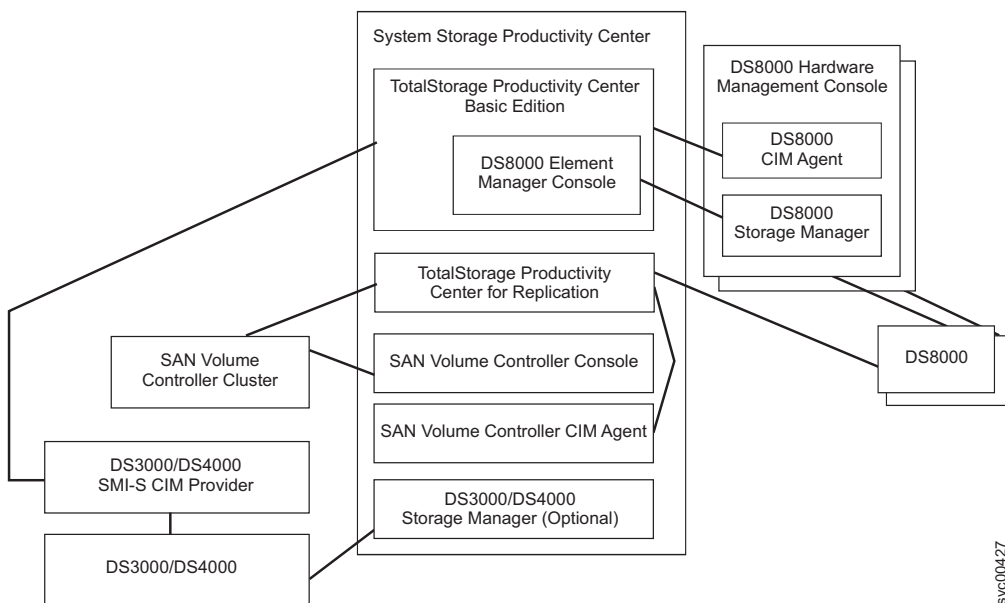 System Storage Productivity Center
TotalStorage Productivity Center
Basic Edition
DS8000 Element
Manager Console
DS8000 Hardware
Management Console
DS8000
CIM Agent
DS8000
Storage Manager
TotalStorage Productivity
Center for Replication
SAN Volume
Controller Cluster
SAN Volume Controller Console
DS8000
SAN Volume Controller CIM Agent
DS3000/DS4000
SMI-S CIM Provider
DS3000/DS4000
Storage Manager (Optional)
DS3000/DS4000
svc00427